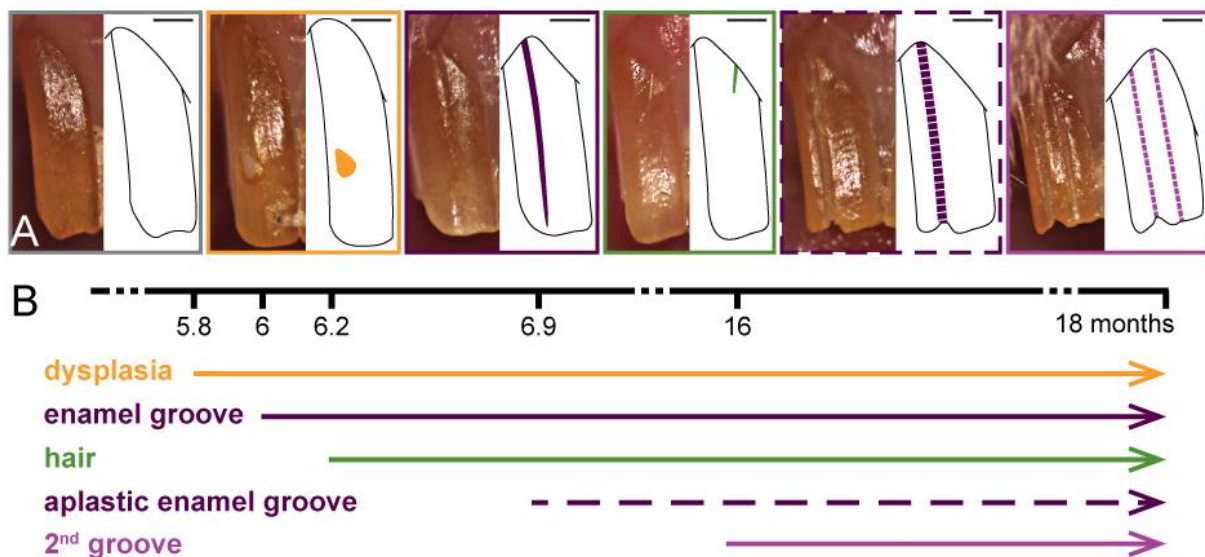 A
B
5.8 6 6.2 6.9 16 18 months
dysplasia
enamel groove
hair
aplastic enamel groove
2nd groove